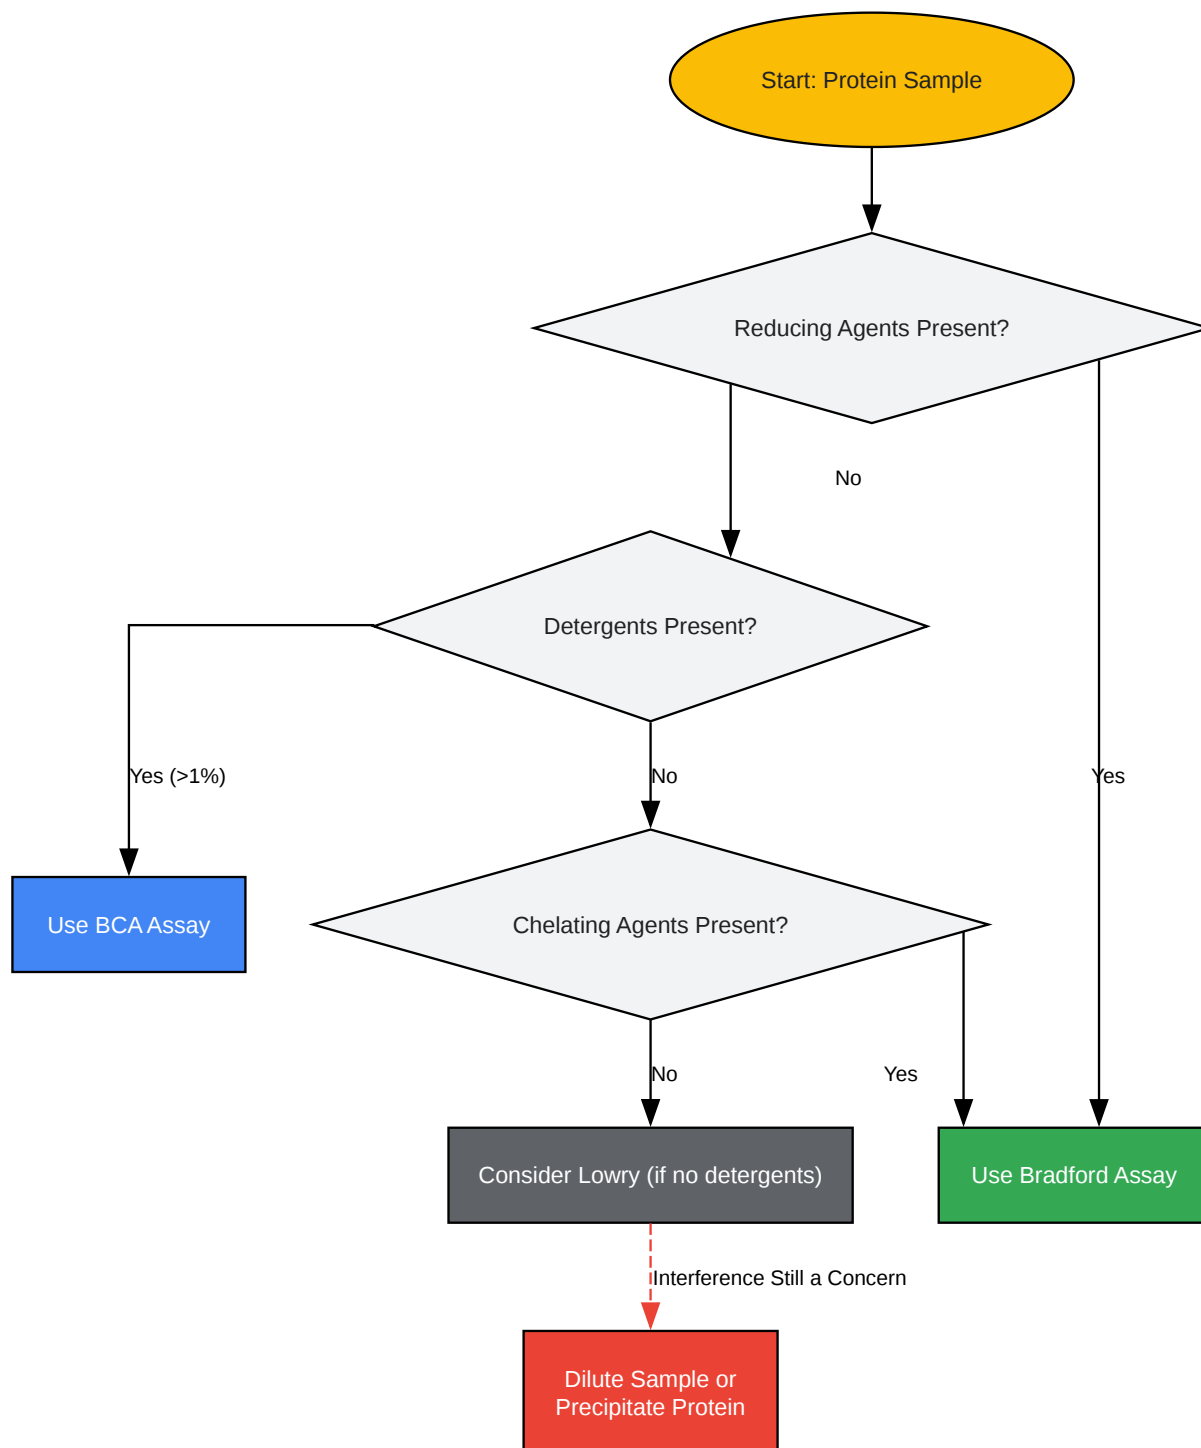 Start: Protein Sample
Reducing Agents Present?
No
Detergents Present?
Yes (>1%)
No
Yes
Use BCA Assay
Chelating Agents Present?
No
Yes
Consider Lowry (if no detergents)
Use Bradford Assay
Interference Still a Concern
Dilute Sample or
Precipitate Protein